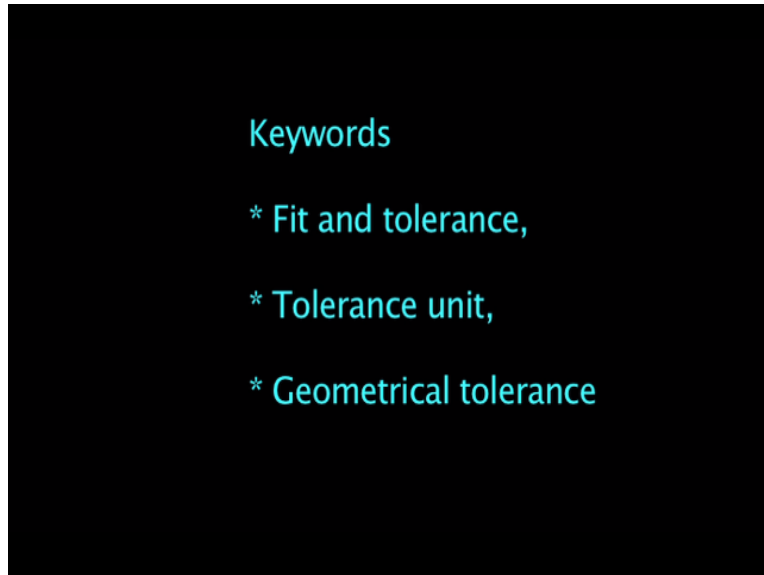 Keywords
* Fit and tolerance,
* Tolerance unit,
* Geometrical tolerance